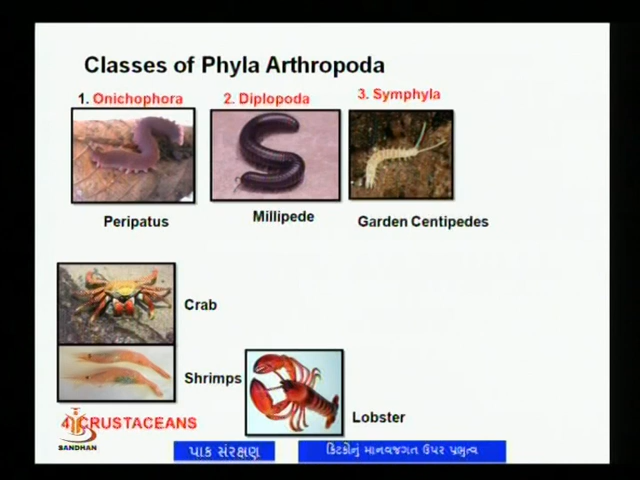 Classes of Phyla Arthropoda
1. Onichophora
2. Diplopoda
3. Symphyla
Peripatus
Millipede
Garden Centipedes
Crab
Shrimps
Lobster
4. CRUSTACEANS
SANDHAN
પાક સંરક્ષણ
કિટકોનું માનવજગત ઉપર પ્રભુત્વ